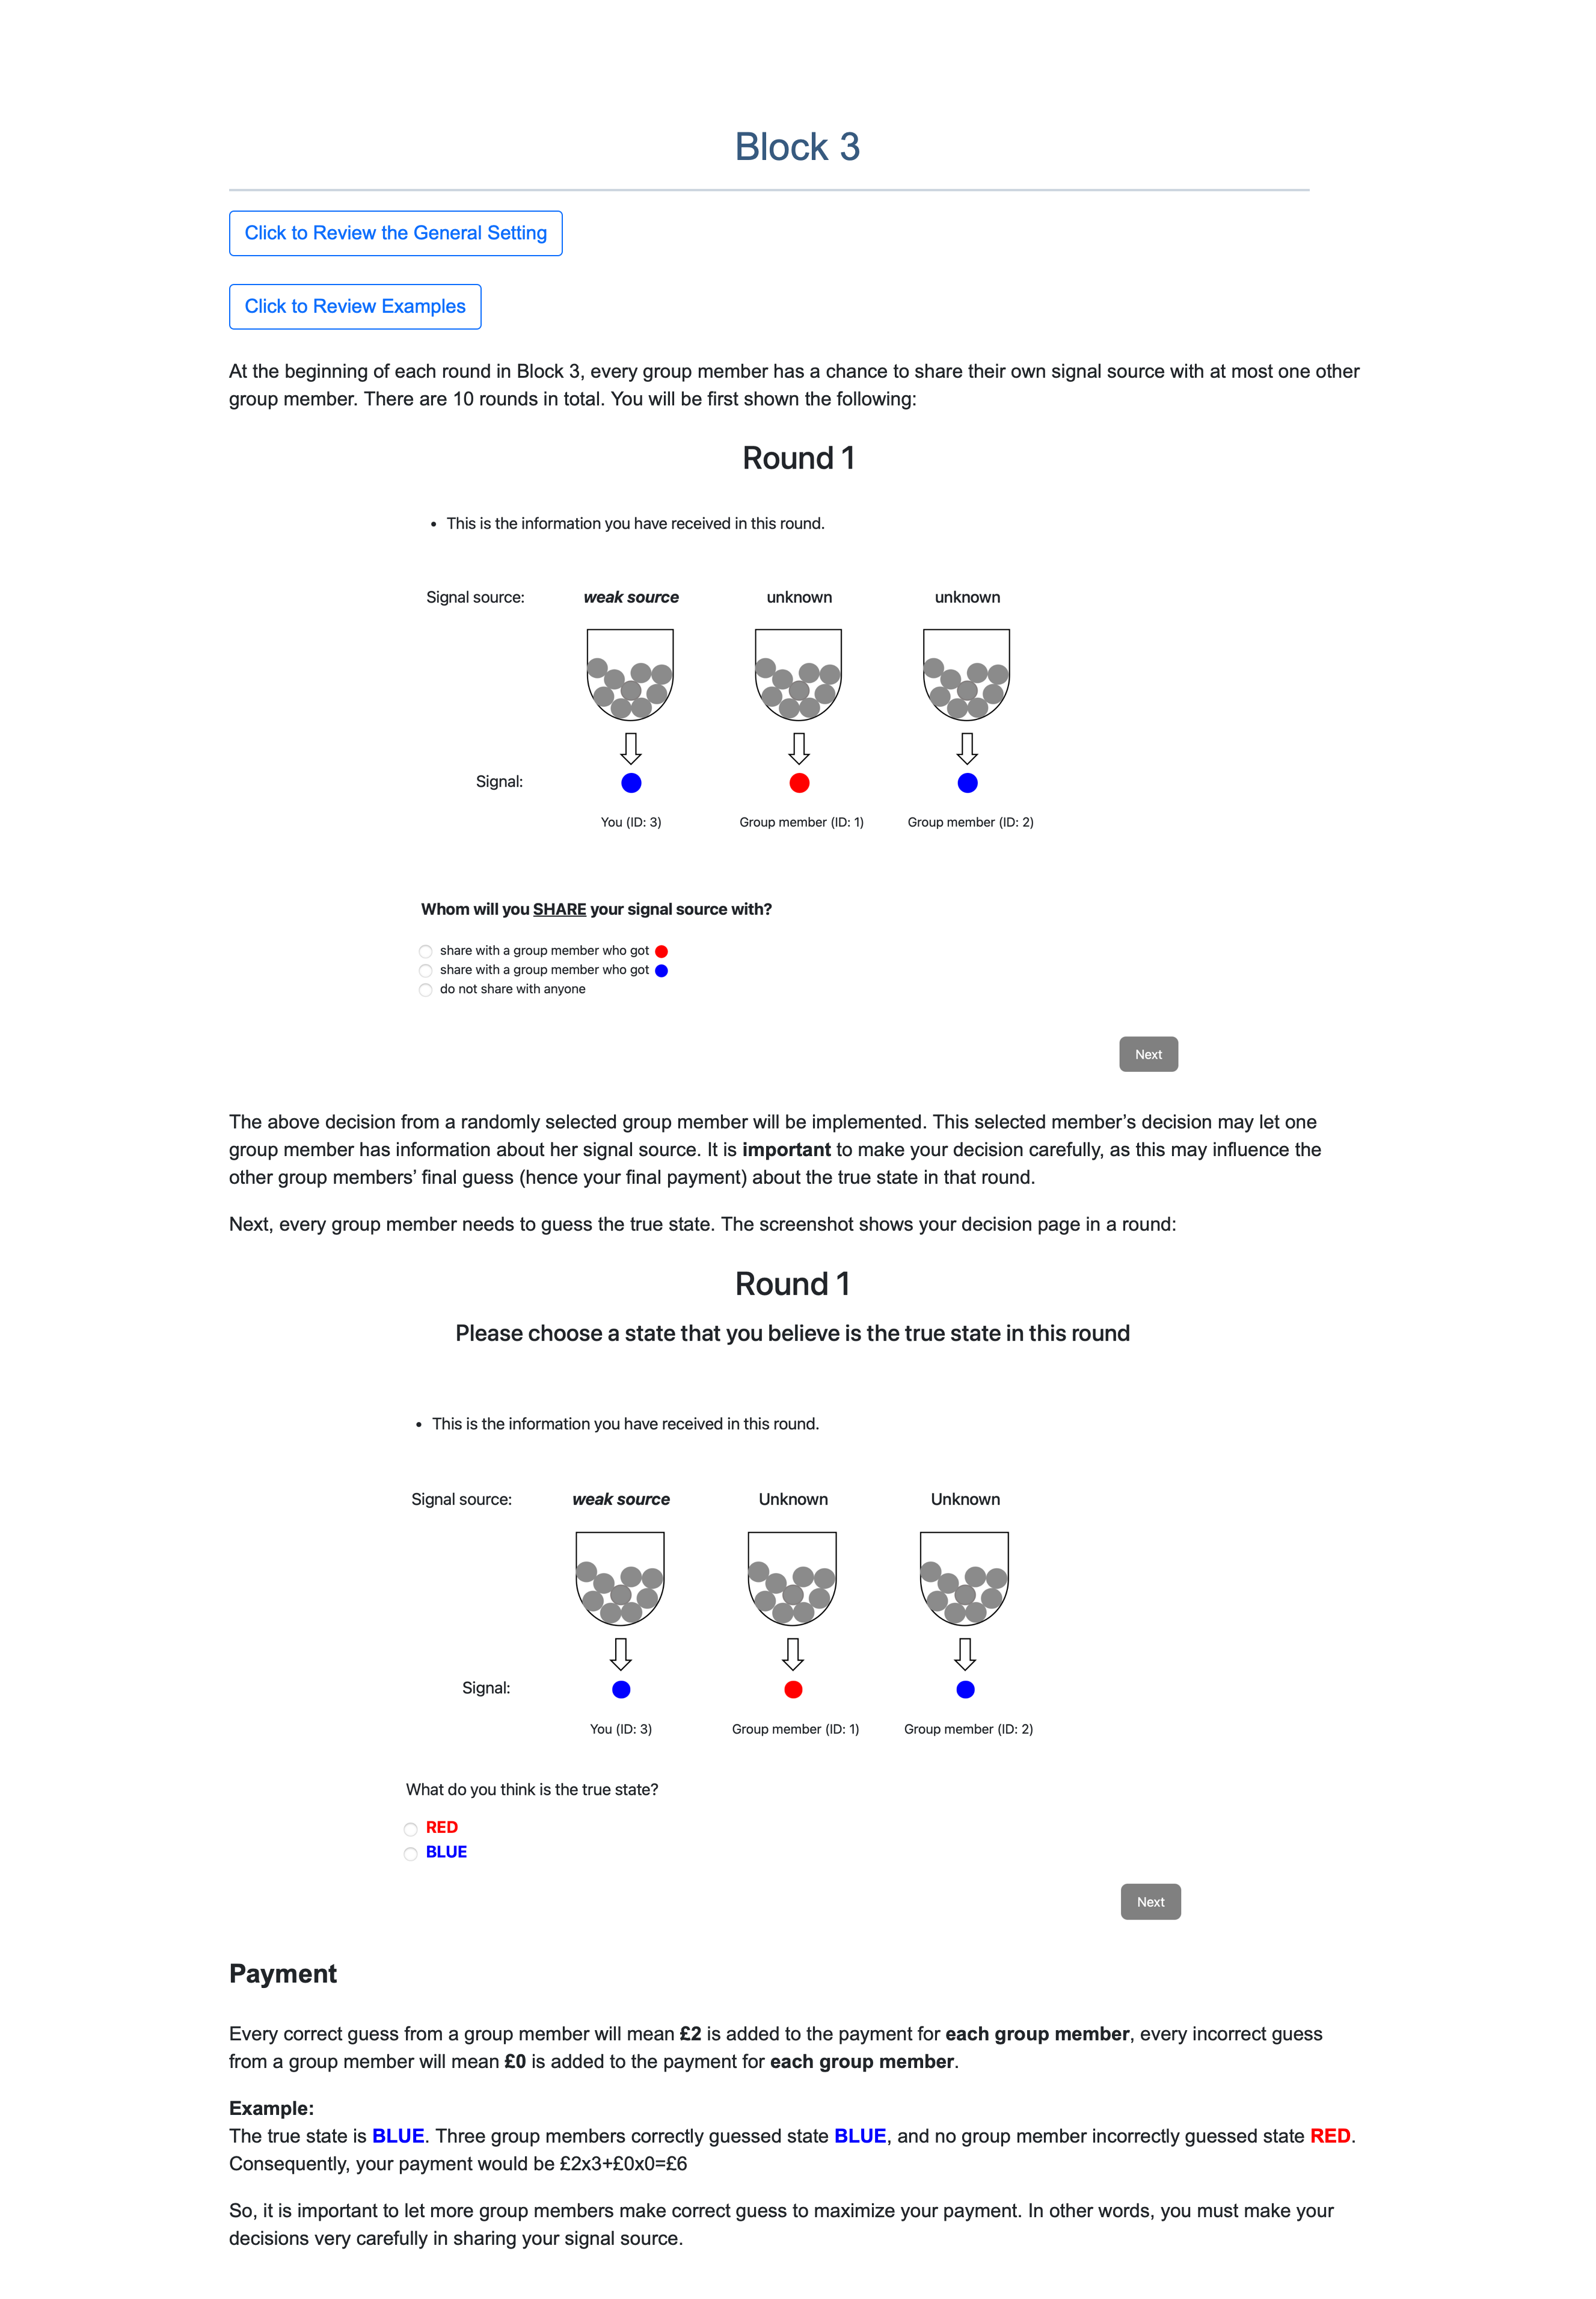 Block 3
Click to Review the General Setting
Click to Review Examples
At the beginning of each round in Block 3, every group member has a chance to share their own signal source with at most one other
group member. There are 10 rounds in total. You will be first shown the following:
Round 1
• This is the information you have received in this round.
Signal source: weak source unknown unknown
Signal:
You (ID: 3) Group member (ID: 1) Group member (ID: 2)
Whom will you SHARE your signal source with?
share with a group member who got
share with a group member who got
do not share with anyone
Next
The above decision from a randomly selected group member will be implemented. This selected member’s decision may let one
group member has information about her signal source. It is important to make your decision carefully, as this may influence the
other group members’ final guess (hence your final payment) about the true state in that round.
Next, every group member needs to guess the true state. The screenshot shows your decision page in a round:
Round 1
Please choose a state that you believe is the true state in this round
• This is the information you have received in this round.
Signal source: weak source Unknown Unknown
Signal:
You (ID: 3) Group member (ID: 1) Group member (ID: 2)
What do you think is the true state?
RED
BLUE
Next
Payment
Every correct guess from a group member will mean £2 is added to the payment for each group member, every incorrect guess
from a group member will mean £0 is added to the payment for each group member.
Example:
The true state is BLUE. Three group members correctly guessed state BLUE, and no group member incorrectly guessed state RED.
Consequently, your payment would be £2x3+£0x0=£6
So, it is important to let more group members make correct guess to maximize your payment. In other words, you must make your
decisions very carefully in sharing your signal source.